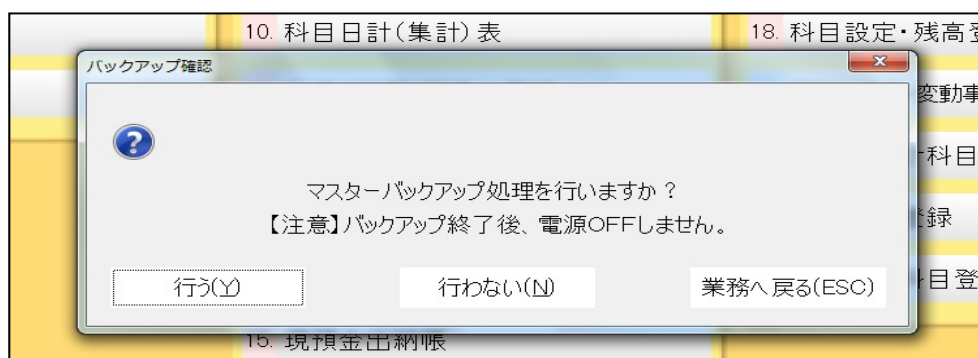 10. 科目日計(集計)表
18. 科目設定・残高
バックアップ確認
変動事
科目
マスターバックアップ処理を行いますか？
【注意】バックアップ終了後、電源OFFしません。
登録
行う(Y)
行わない(N)
業務へ戻る(ESC)
科目登
15. 現預金出納帳